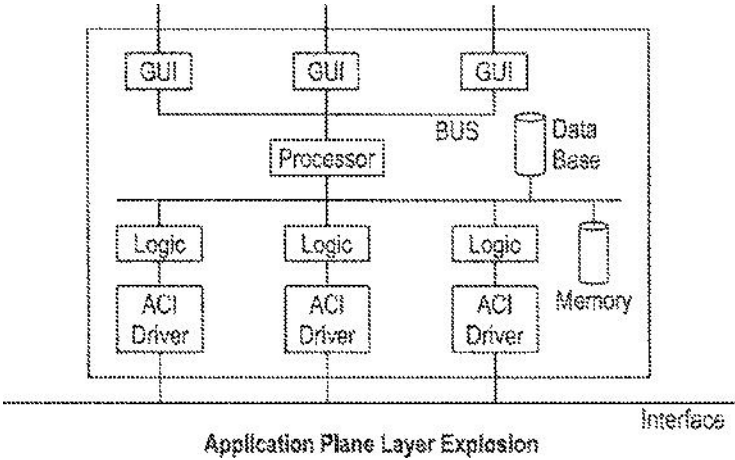 GUI GUI GUI
BUS
Data
Base
Processor
Logic Logic Logic
ACI
Driver
ACI
Driver
ACI
Driver
Memory
Interface
Application Plane Layer Explosion